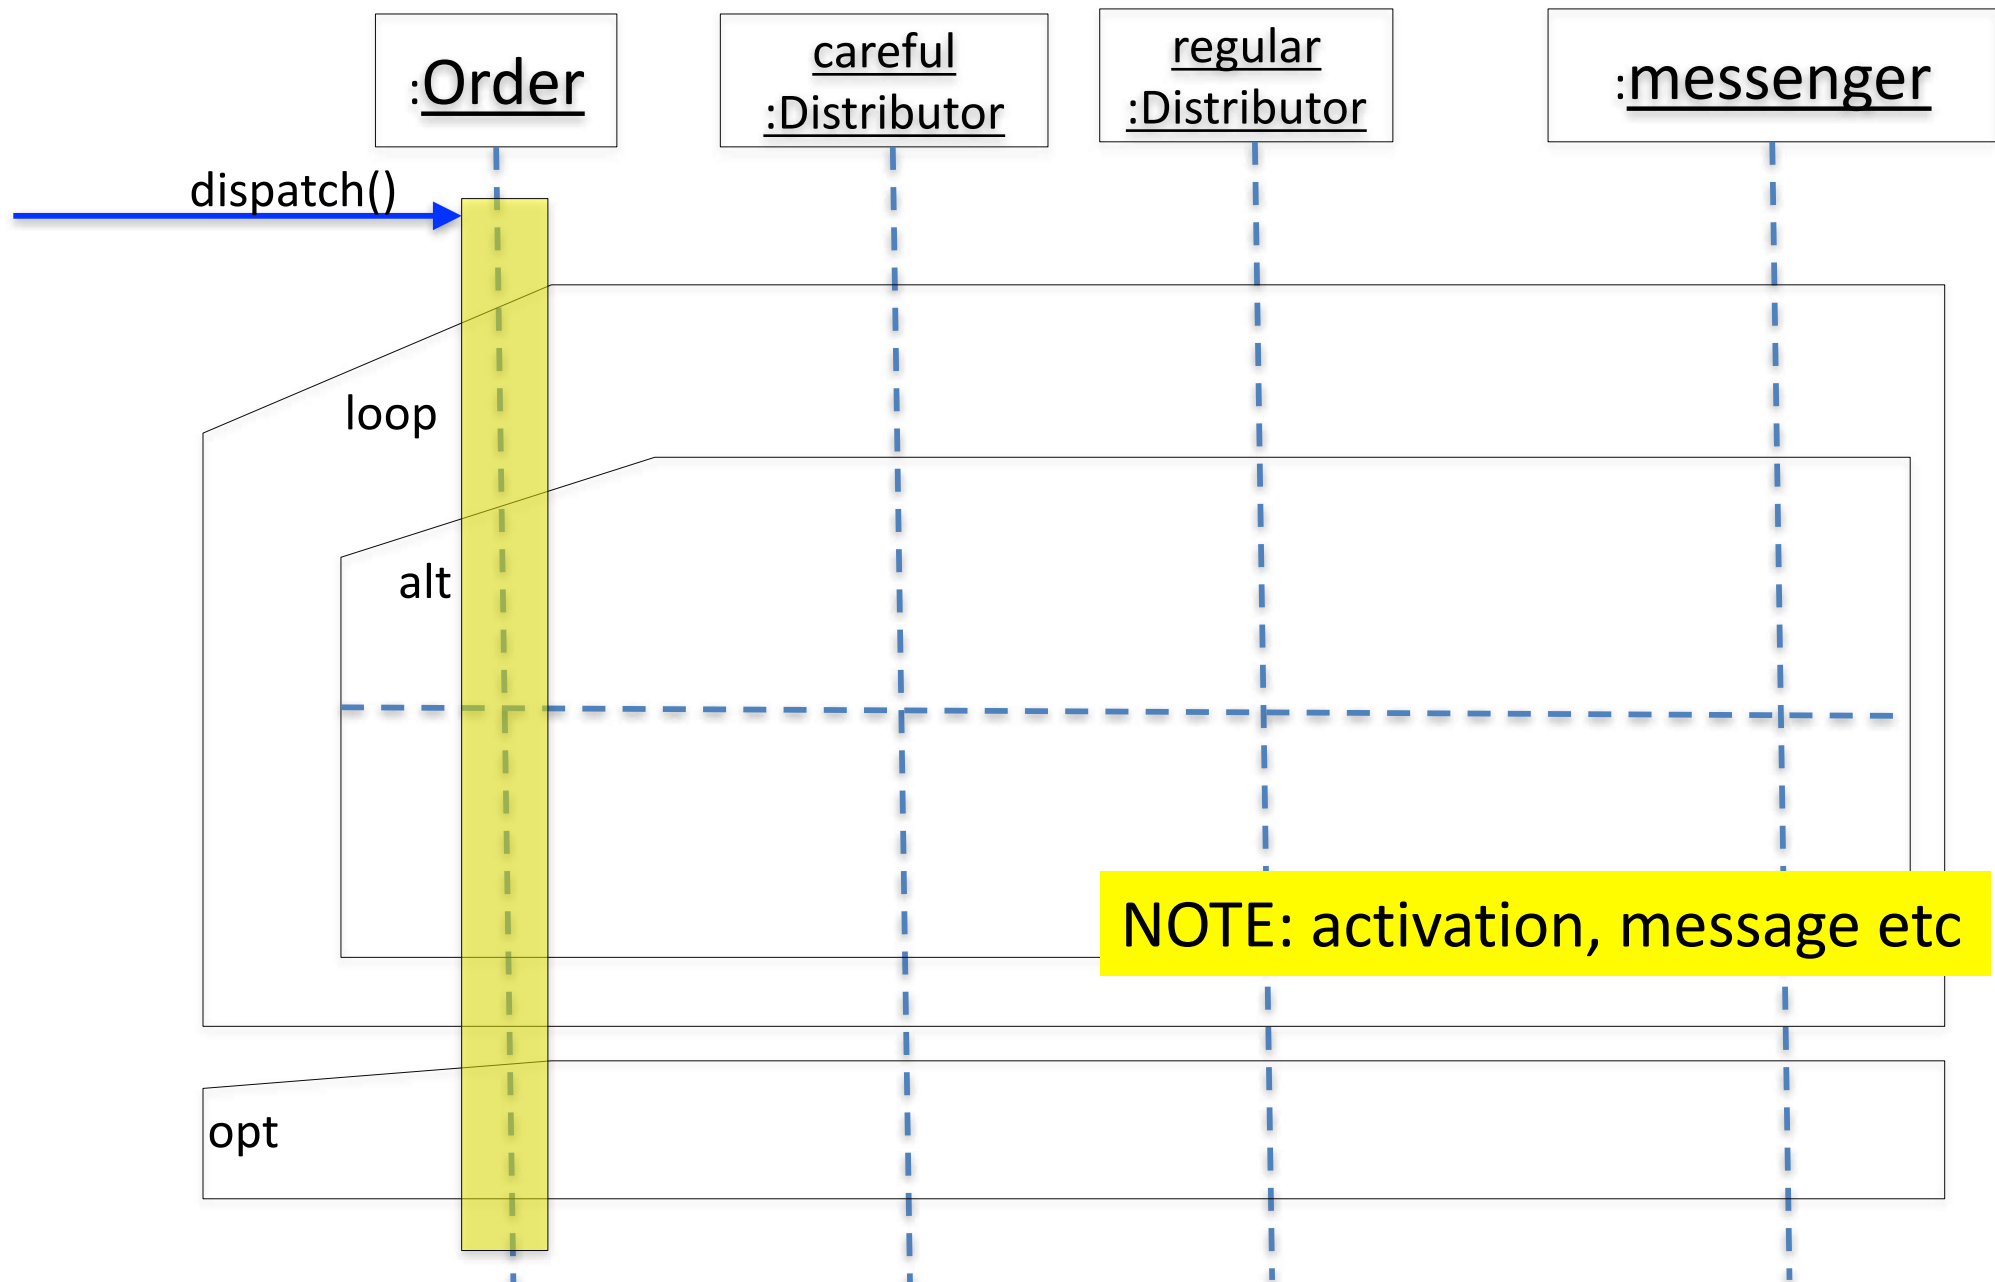 :Order
careful
:Distributor
regular
:Distributor
:messenger
dispatch()
loop
alt
NOTE: activation, message etc
opt